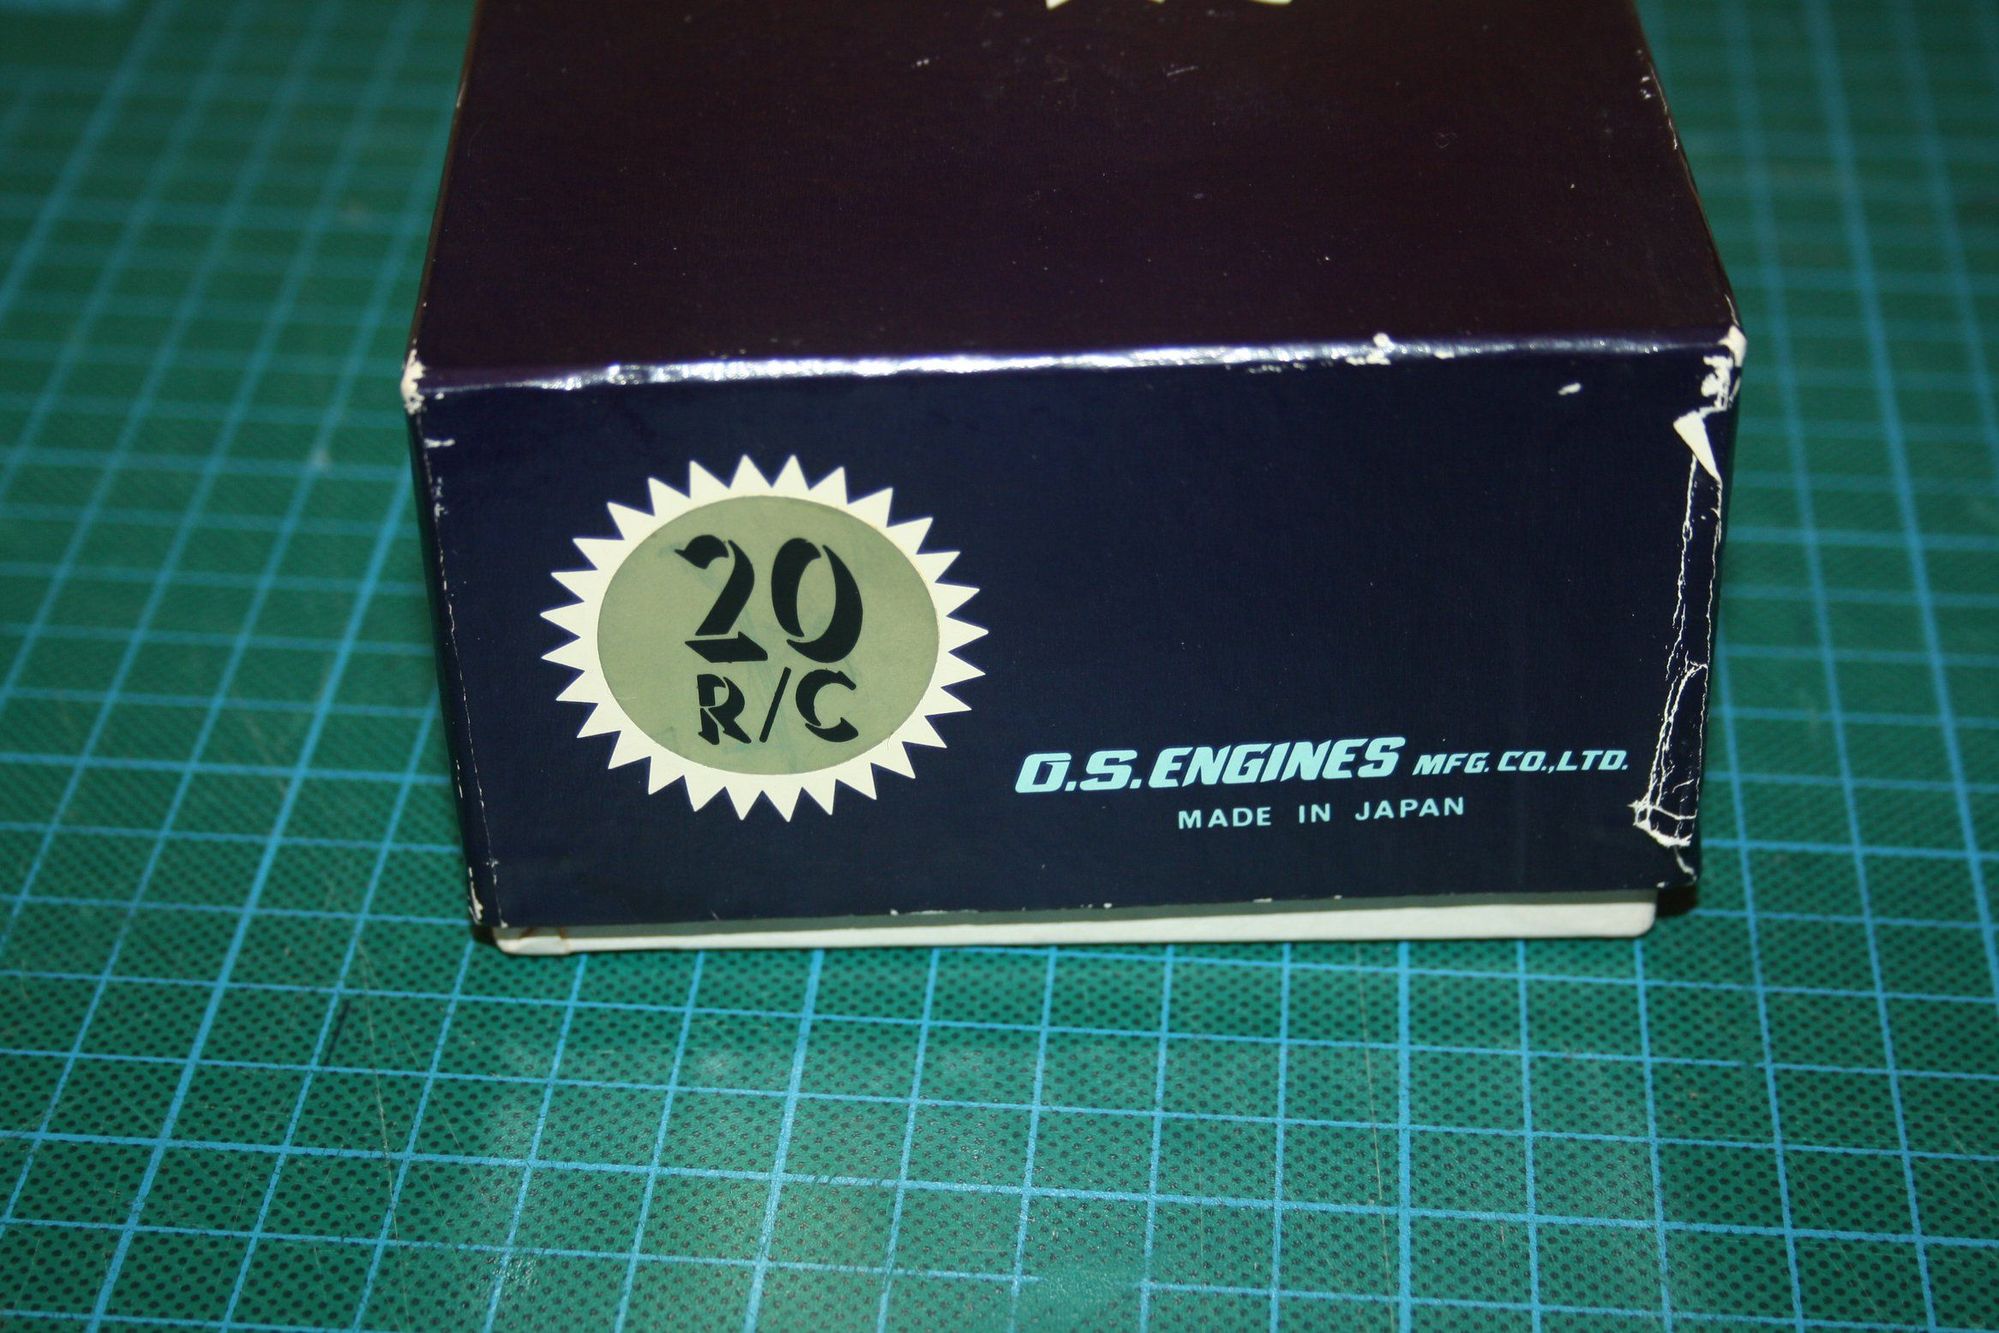 20
R/C
O.S.ENGINES MFG. CO.,LTD.
MADE IN JAPAN